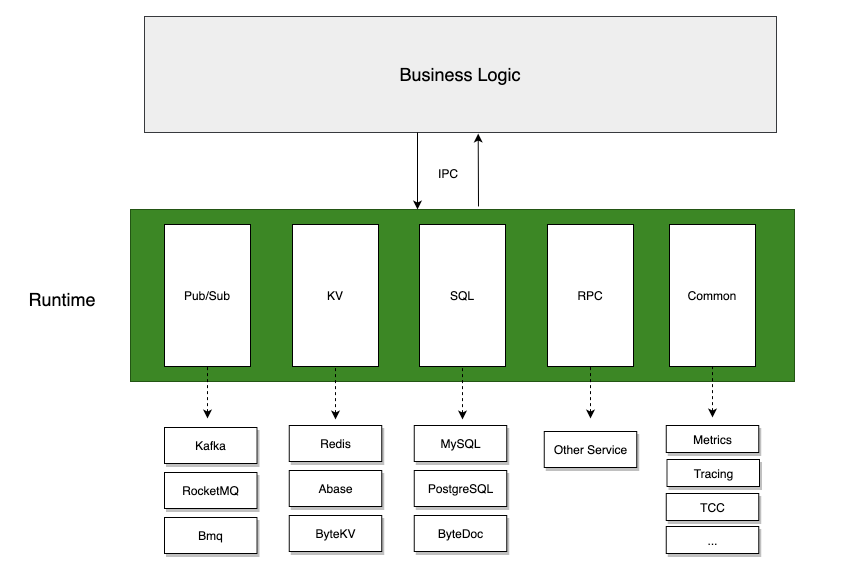 Business Logic
IPC
Runtime
Pub/Sub
KV
SQL
RPC
Common
Kafka
RocketMQ
Bmq
Redis
Abase
ByteKV
MySQL
PostgreSQL
ByteDoc
Other Service
Metrics
Tracing
TCC
...